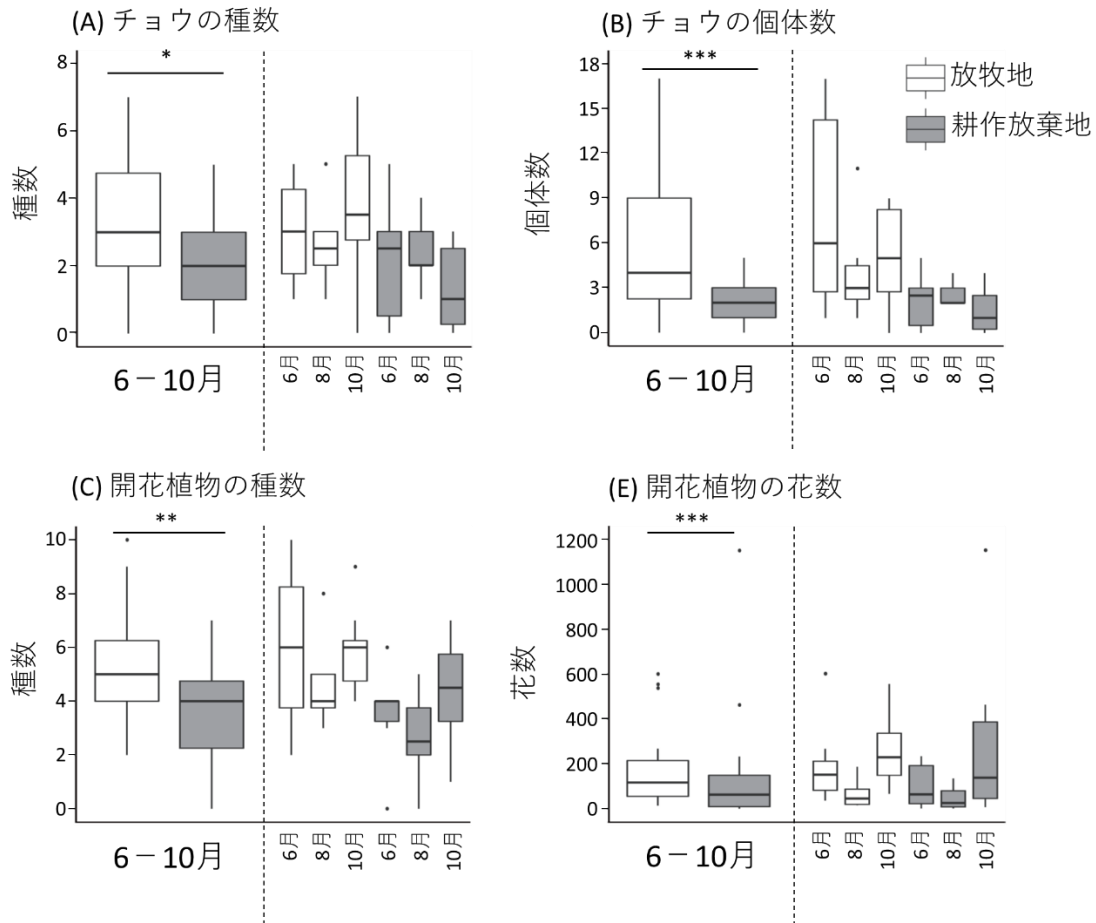 (A) チョウの種数
*
8
6
4
2
0
種数
6－10月
6月
8月
10月
6月
8月
10月
(B) チョウの個体数
***
18
15
12
9
6
3
0
個体数
放牧地
耕作放棄地
6－10月
6月
8月
10月
6月
8月
10月
(C) 開花植物の種数
**
10
8
6
4
2
0
種数
6－10月
6月
8月
10月
6月
8月
10月
(E) 開花植物の花数
***
1200
1000
800
600
400
200
0
花数
6－10月
6月
8月
10月
6月
8月
10月